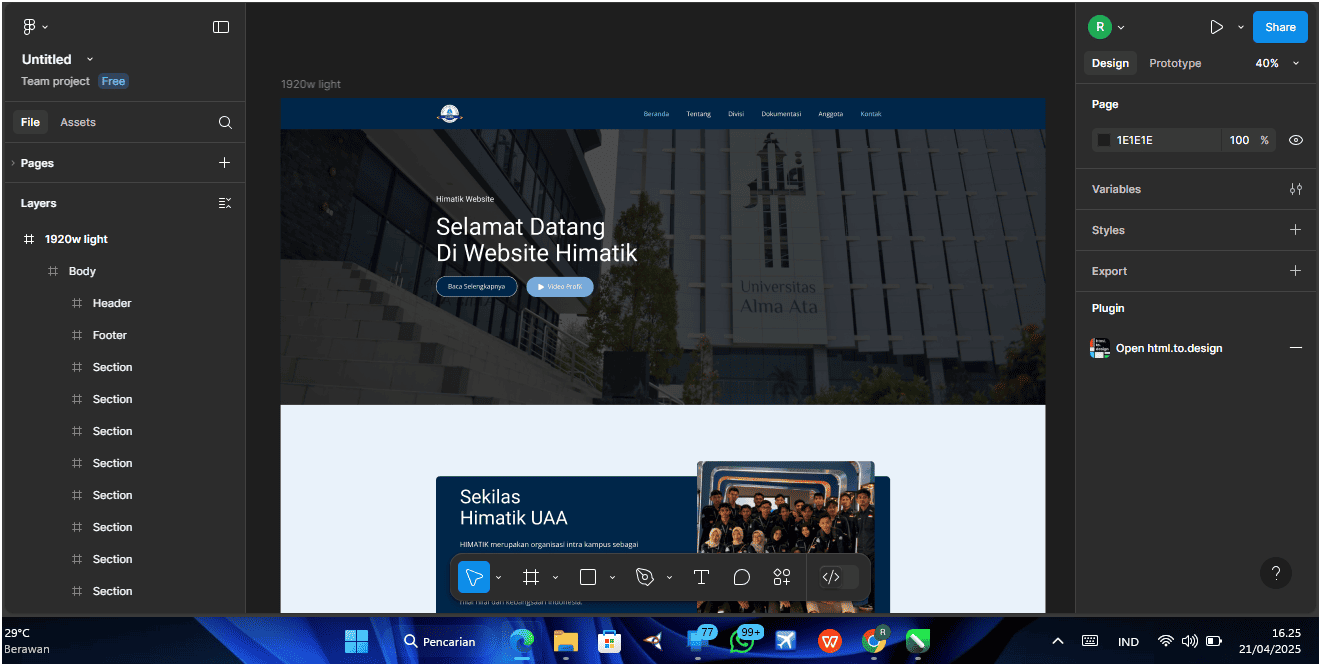 Untitled
Team project Free
File Assets
Pages
Layers
1920w light
Body
Header
Footer
Section
Section
Section
Section
Section
Section
Section
Section
1920w light
Beranda Tentang Divisi Dokumentasi Anggota Kontak
Himatik Website
Selamat Datang
Di Website Himatik
Baca Selengkapnya Video Profil
Universitas
Alma Ata
Sekilas
Himatik UAA
HIMATIK merupakan organisasi intra kampus sebagai
R
Share
Design Prototype 40%
Page
1E1E1E 100 %
Variables
Styles
Export
Plugin
Open html.to.design
?
29°C
Berawan
Pencarian
77
99+
R
IND
16.25
21/04/2025